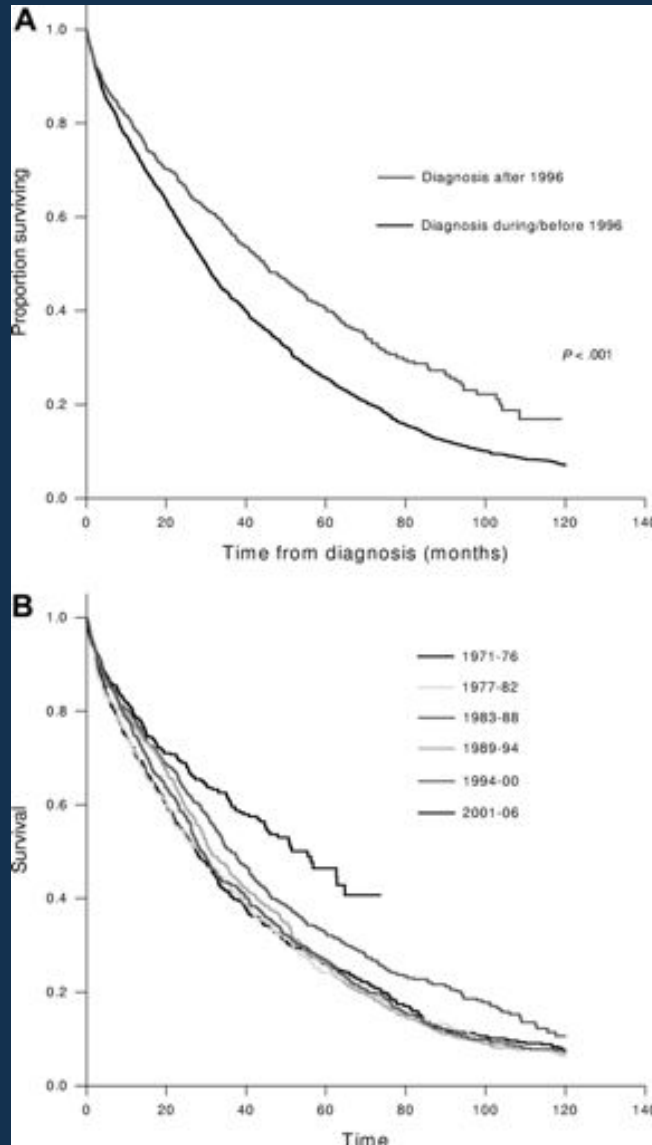 A
1.0
0.8
0.6
0.4
0.2
0.0
Proportion surviving
Diagnosis after 1996
Diagnosis during/before 1996
P < .001
0 20 40 60 80 100 120 140
Time from diagnosis (months)
B
1.0
0.8
0.6
0.4
0.2
0.0
Survival
1971-76
1977-82
1983-88
1989-94
1994-00
2001-06
0 20 40 60 80 100 120 140
Time